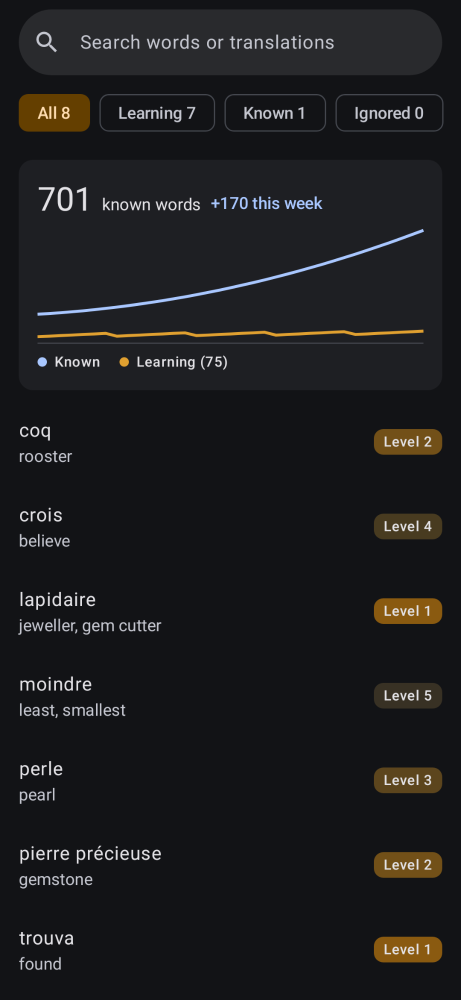 Search words or translations
All 8
Learning 7
Known 1
Ignored 0
701 known words +170 this week
Known
Learning (75)
coq
rooster
Level 2
crois
believe
Level 4
lapidaire
jeweller, gem cutter
Level 1
moindre
least, smallest
Level 5
perle
pearl
Level 3
pierre précieuse
gemstone
Level 2
trouva
found
Level 1